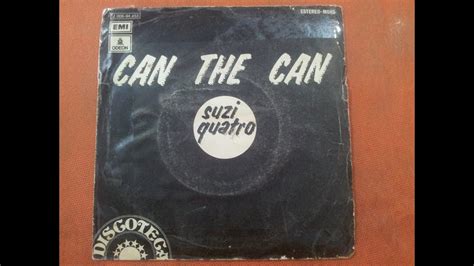 ESTEREO-MONO
EMI
ODEON
CAN THE CAN
suzi
quatro
DISCOTECA